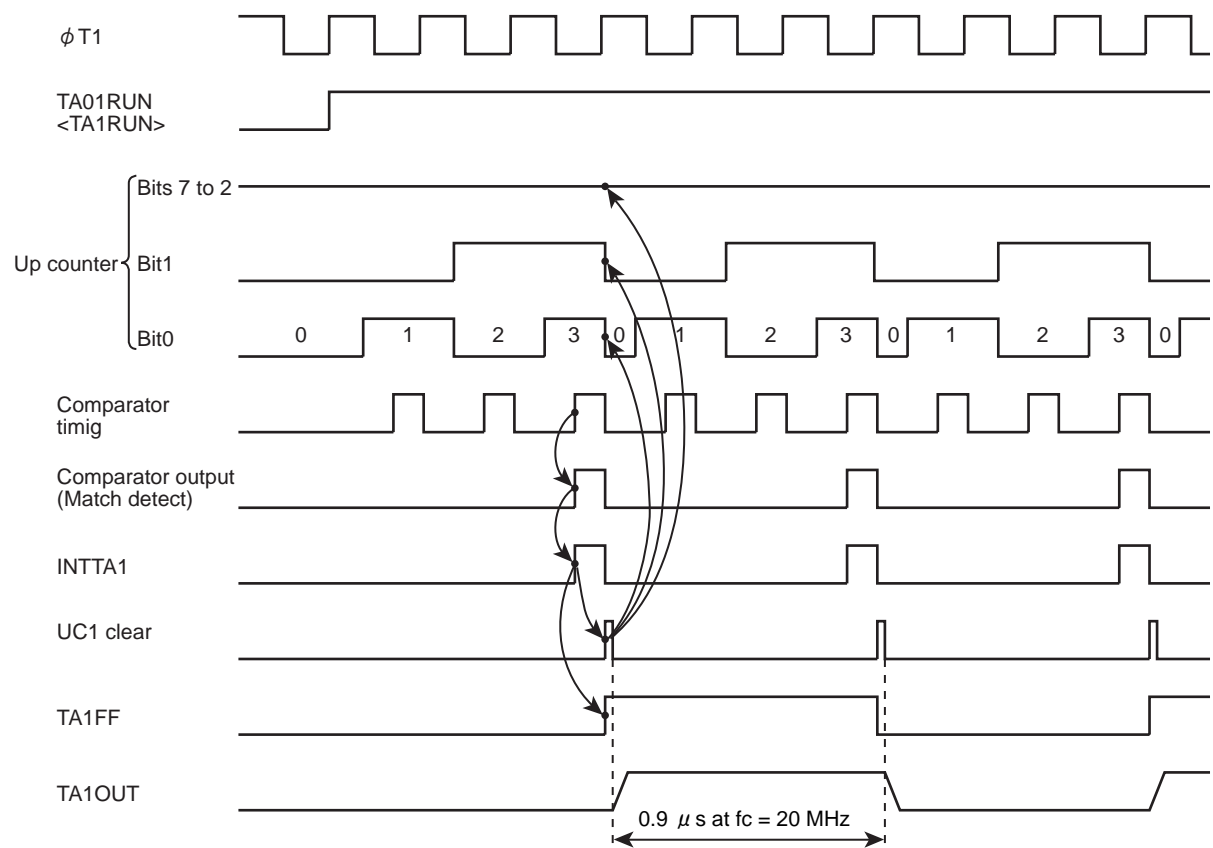 ϕT1
TA01RUN
<TA1RUN>
Up counter
Bits 7 to 2
Bit1
Bit0
0 1 2 3 0 1 2 3 0 1 2 3 0
Comparator
timig
Comparator output
(Match detect)
INTTA1
UC1 clear
TA1FF
TA1OUT
0.9 μs at fc = 20 MHz